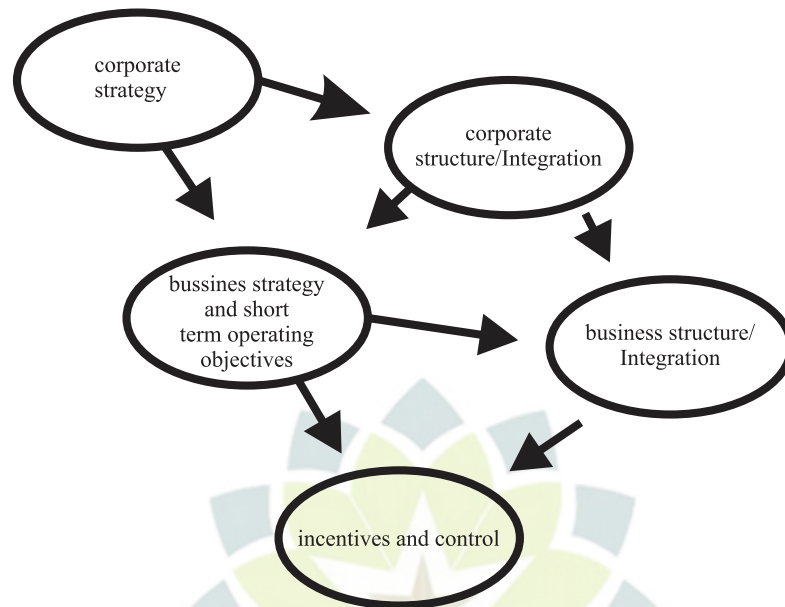 corporate
strategy
corporate
structure/Integration
bussines strategy
and short
term operating
objectives
business structure/
Integration
incentives and control